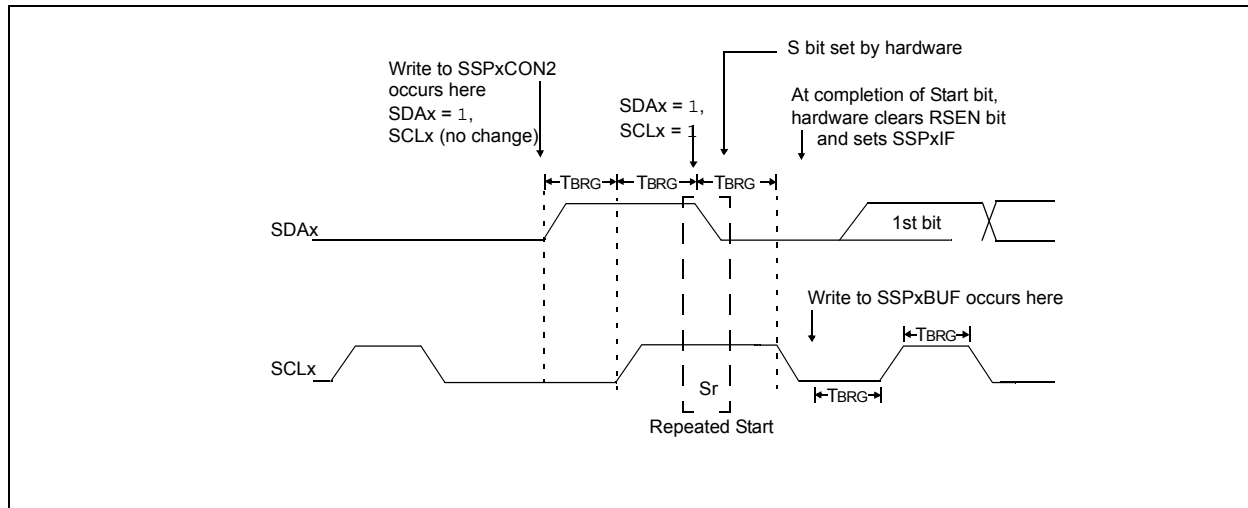 S bit set by hardware
Write to SSPxCON2
occurs here
SDAx = 1,
SCLx (no change)
SDAx = 1,
SCLx = 1
At completion of Start bit,
hardware clears RSEN bit
and sets SSPxIF
TBRG TBRG TBRG
SDAx
1st bit
Write to SSPxBUF occurs here
TBRG
SCLx
Sr
TBRG
Repeated Start